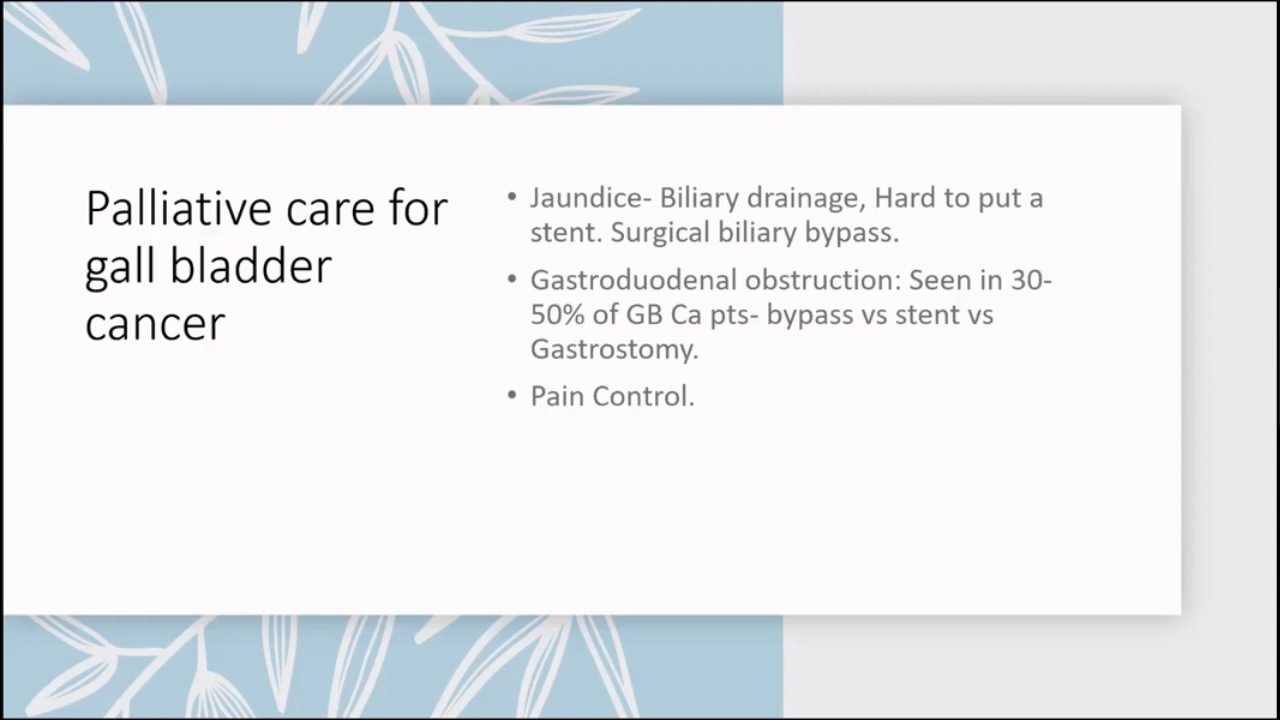 Palliative care for
gall bladder
cancer
• Jaundice- Biliary drainage, Hard to put a
stent. Surgical biliary bypass.
• Gastroduodenal obstruction: Seen in 30-
50% of GB Ca pts- bypass vs stent vs
Gastrostomy.
• Pain Control.